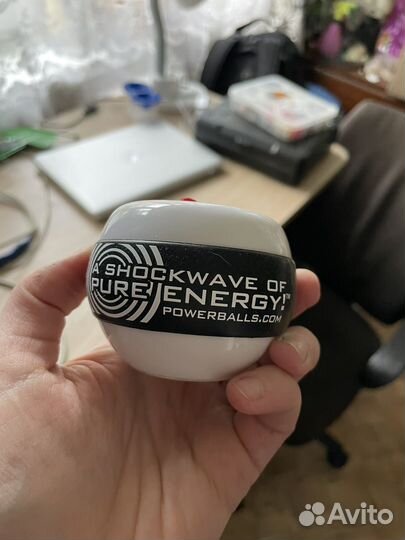 A SHOCKWAVE OF
PURE ENERGY!™
POWERBALLS.COM
Avito